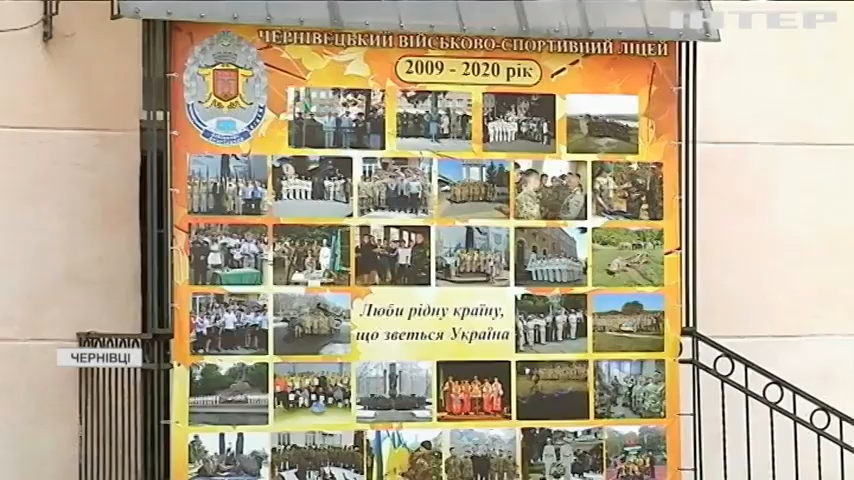 ІНТЕР
ЧЕРНІВЕЦЬКИЙ ВІЙСЬКОВО-СПОРТИВНИЙ ЛІЦЕЙ
2009 - 2020 рік
Люби рідну країну,
що зветься Україна
ЧЕРНІВЦІ